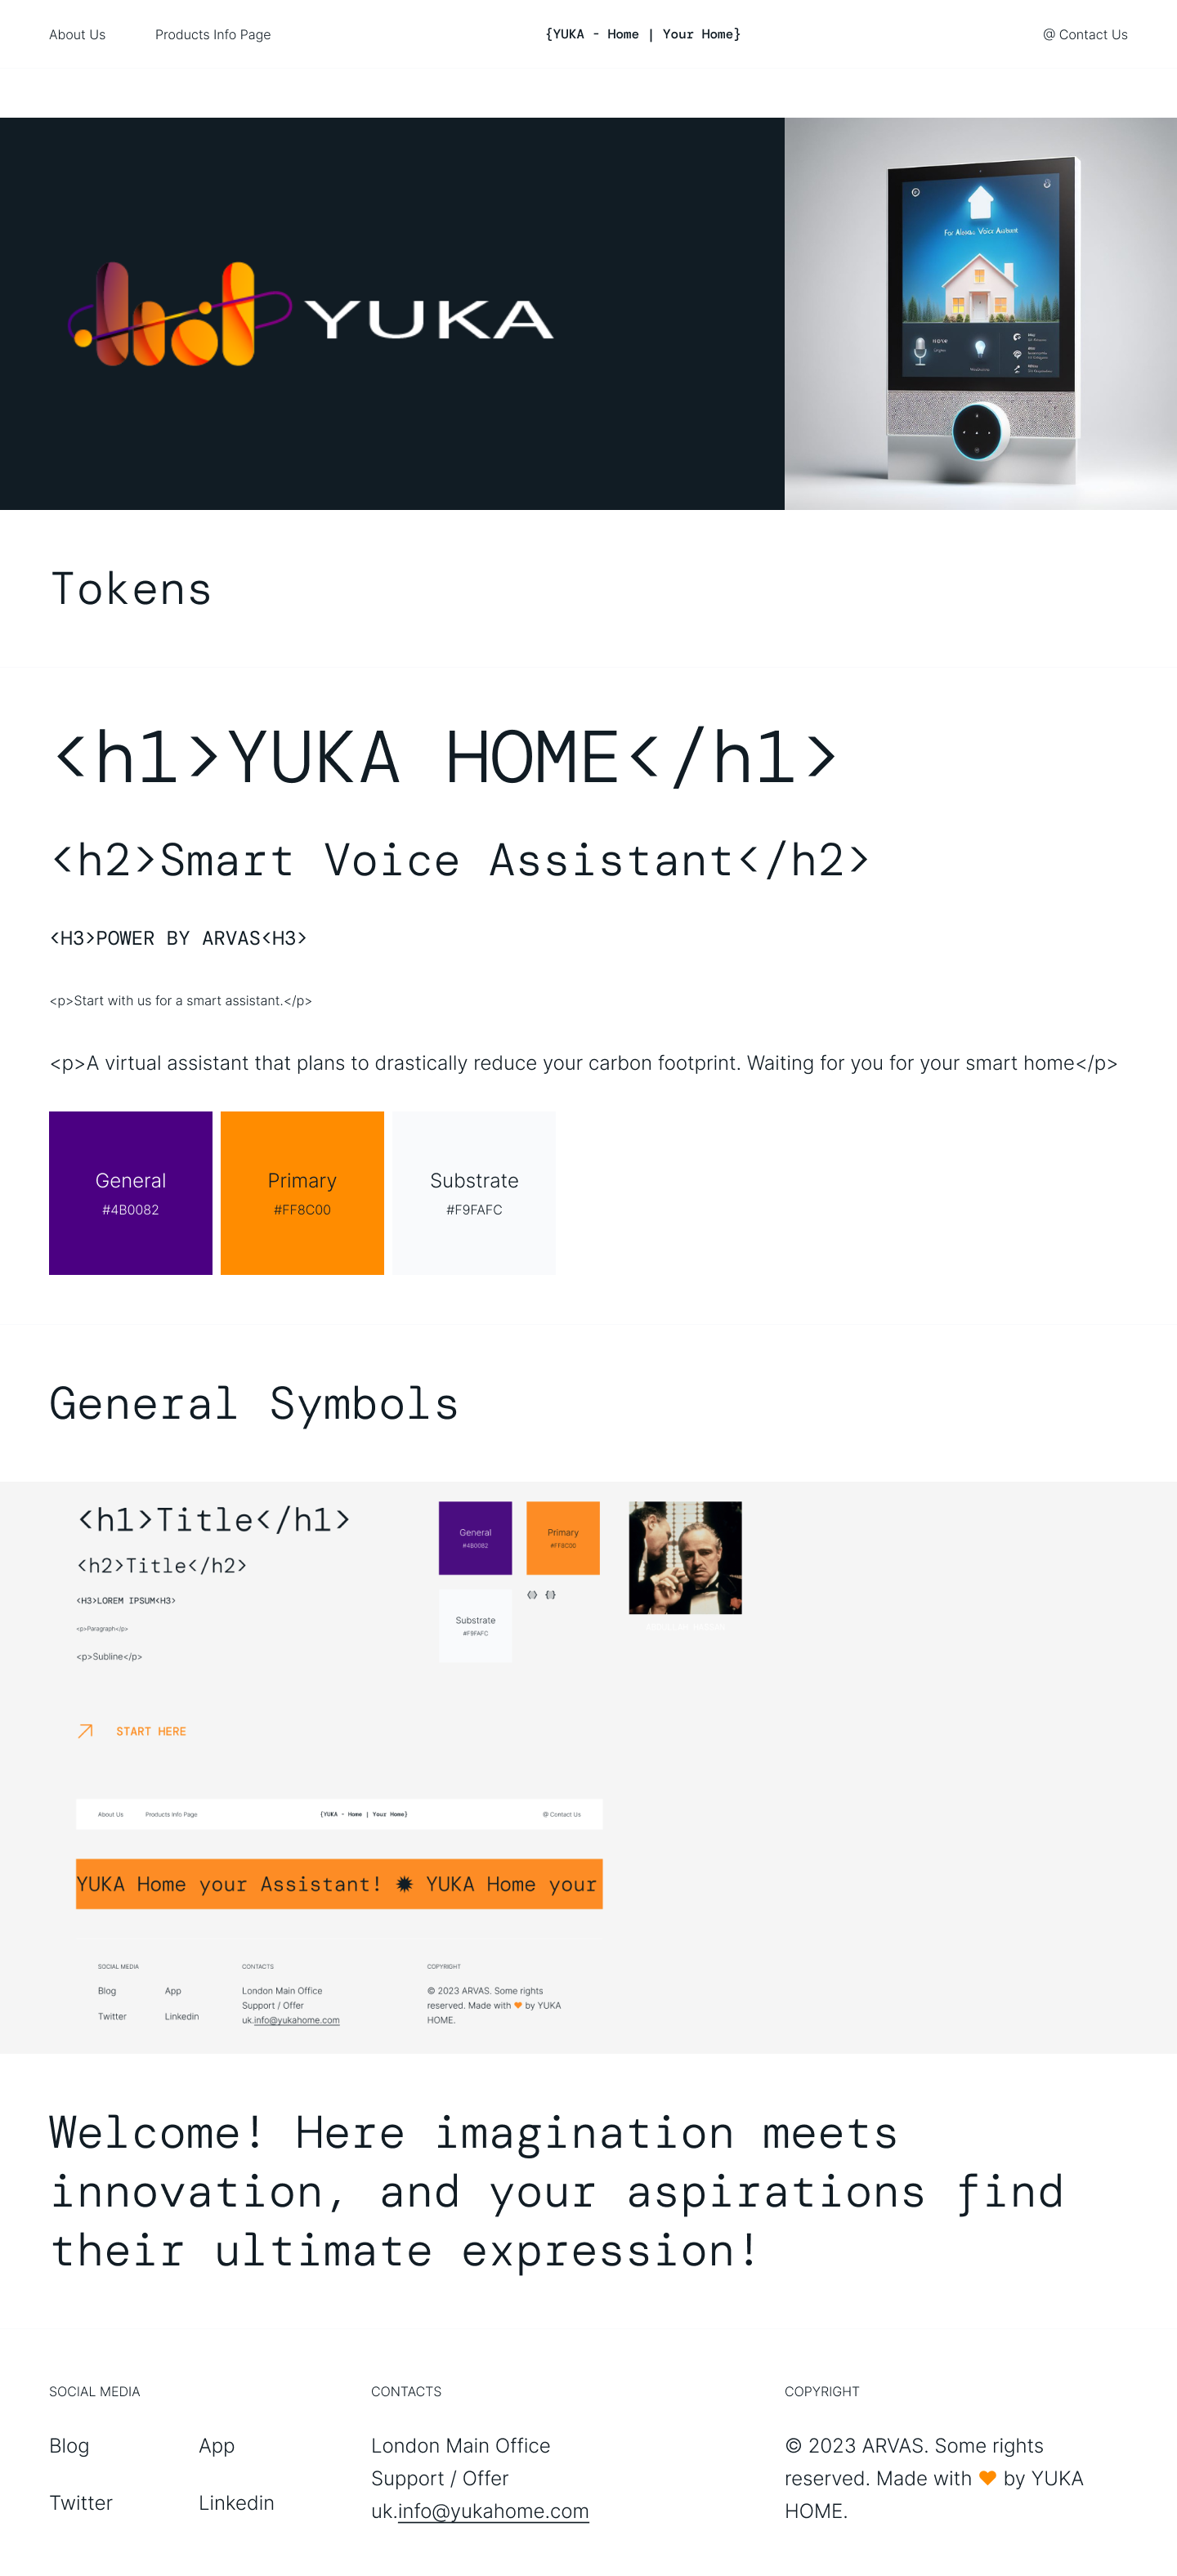 About Us Products Info Page {YUKA - Home | Your Home} @ Contact Us
YUKA
For Alexa: Voice Assistant
Tokens
<h1>YUKA HOME</h1>
<h2>Smart Voice Assistant</h2>
<H3>POWER BY ARVAS<H3>
<p>Start with us for a smart assistant.</p>
<p>A virtual assistant that plans to drastically reduce your carbon footprint. Waiting for you for your smart home</p>
General Primary Substrate
#4B0082 #FF8C00 #F9FAFC
General Symbols
<h1>Title</h1>
<h2>Title</h2>
<H3>LOREM IPSUM<H3>
<p>Paragraph</p>
<p>Subline</p>
General Primary
#4B0082 #FF8C00
Substrate
#F9FAFC
START HERE
About Us Products Info Page {YUKA - Home | Your Home} @ Contact Us
YUKA Home your Assistant! ✹ YUKA Home your
SOCIAL MEDIA CONTACTS COPYRIGHT
Blog App London Main Office © 2023 ARVAS. Some rights
Support / Offer reserved. Made with ♥ by YUKA
Twitter Linkedin uk.info@yukahome.com HOME.
Welcome! Here imagination meets
innovation, and your aspirations find
their ultimate expression!
SOCIAL MEDIA CONTACTS COPYRIGHT
Blog App London Main Office © 2023 ARVAS. Some rights
Support / Offer reserved. Made with ♥ by YUKA
Twitter Linkedin uk.info@yukahome.com HOME.